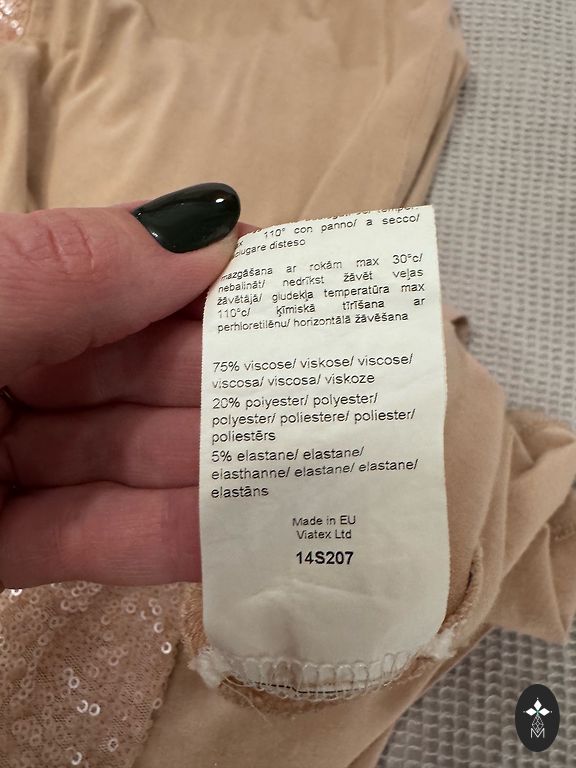 110° con panno/ a secco/
disteso
mazgāšana ar rokām max 30°c/
nebalināt/ nedrīkst žāvēt veļas
žāvētājā/ gludekļa temperatūra max
110°c/ ķīmiskā tīrīšana ar
perhloretilēnu/ horizontālā žāvēšana
75% viscose/ viskose/ viscose/
viscosa/ viscosa/ viskoze
20% polyester/ polyester/
polyester/ poliestere/ poliester/
poliestērs
5% elastane/ elastane/
elasthanne/ elastane/ elastane/
elastāns
Made in EU
Viatex Ltd
14S207
M